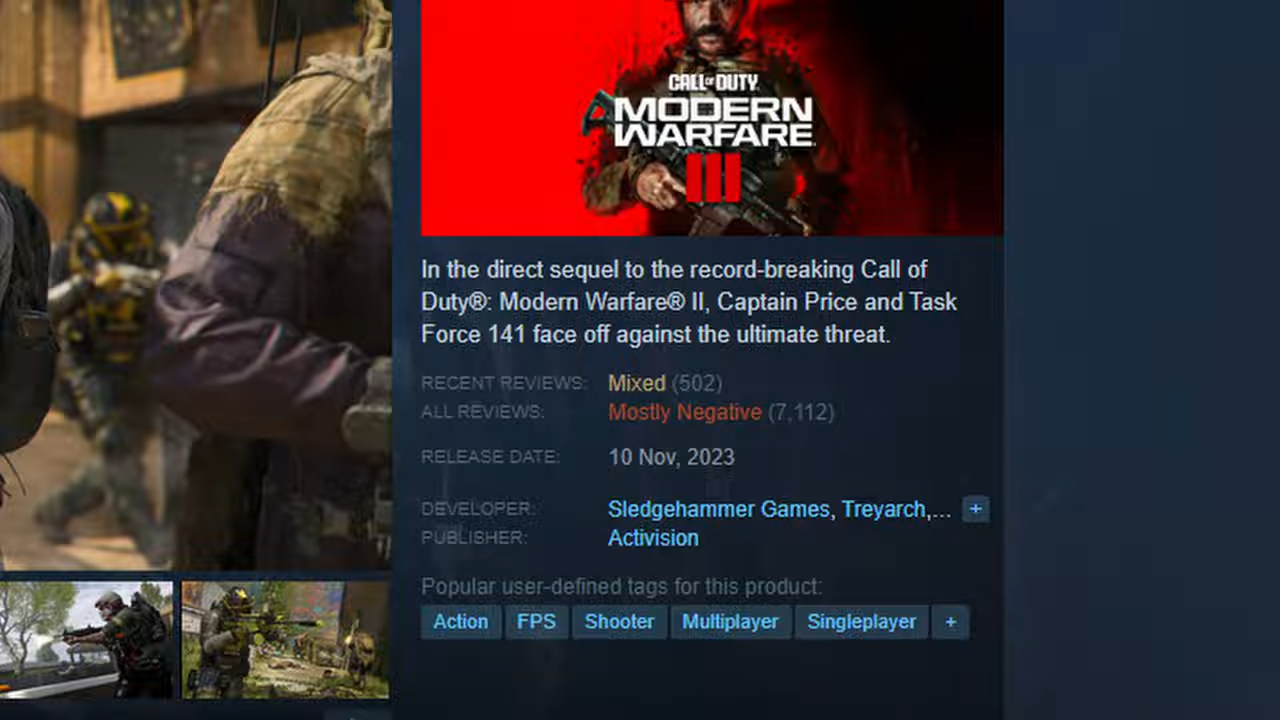 CALL OF DUTY
MODERN
WARFARE
III
In the direct sequel to the record-breaking Call of
Duty®: Modern Warfare® II, Captain Price and Task
Force 141 face off against the ultimate threat.
RECENT REVIEWS: Mixed (502)
ALL REVIEWS: Mostly Negative (7,112)
RELEASE DATE: 10 Nov, 2023
DEVELOPER: Sledgehammer Games, Treyarch,... +
PUBLISHER: Activision
Popular user-defined tags for this product:
Action FPS Shooter Multiplayer Singleplayer +